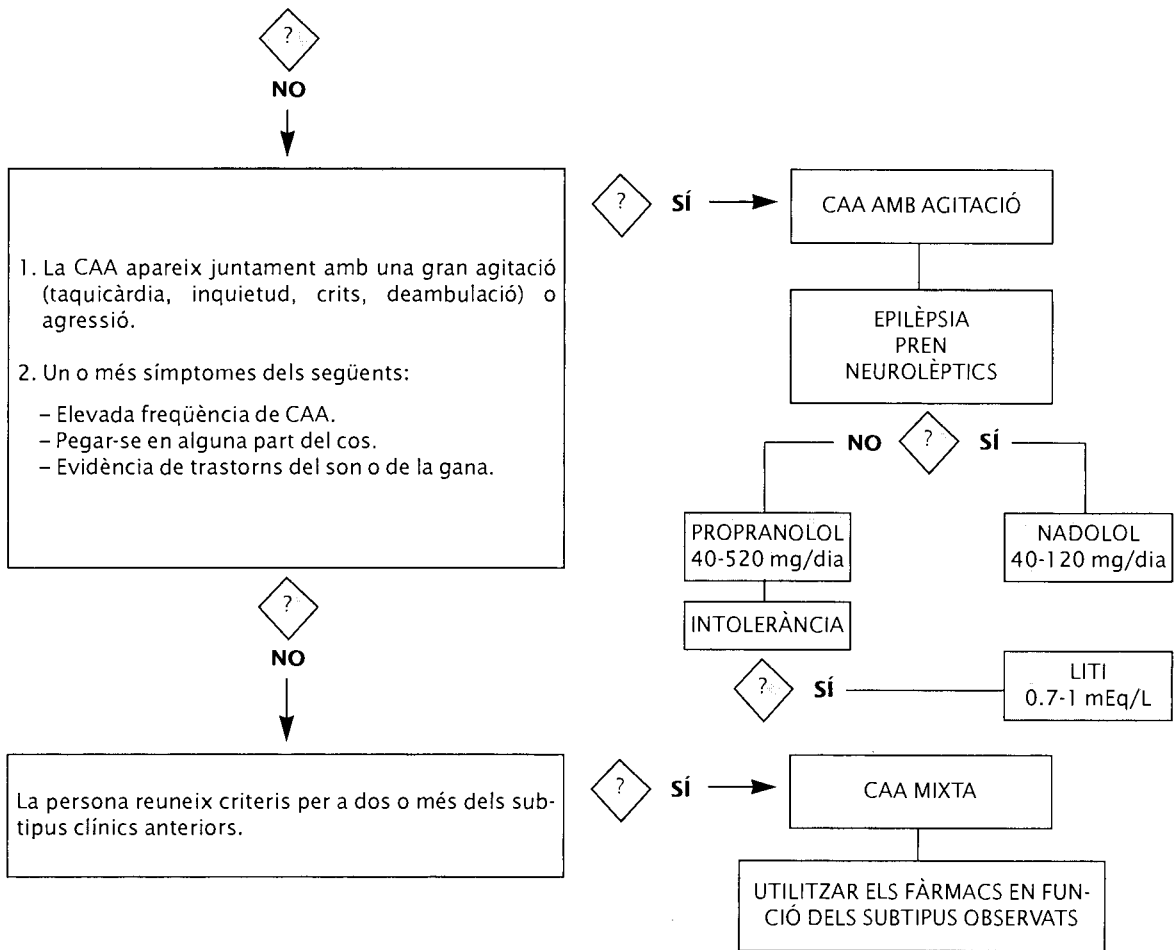 ?
NO
1. La CAA apareix juntament amb una gran agitació
(taquicàrdia, inquietud, crits, deambulació) o
agressió.
2. Un o més símptomes dels següents:
– Elevada freqüència de CAA.
– Pegar-se en alguna part del cos.
– Evidència de trastorns del son o de la gana.
? SÍ
CAA AMB AGITACIÓ
EPILÈPSIA
PREN
NEUROLÈPTICS
NO ? SÍ
PROPRANOLOL
40-520 mg/dia
NADOLOL
40-120 mg/dia
INTOLERÀNCIA
? SÍ
LITI
0.7-1 mEq/L
?
NO
La persona reuneix criteris per a dos o més dels sub-
tipus clínics anteriors.
? SÍ
CAA MIXTA
UTILITZAR ELS FÀRMACS EN FUN-
CIÓ DELS SUBTIPUS OBSERVATS